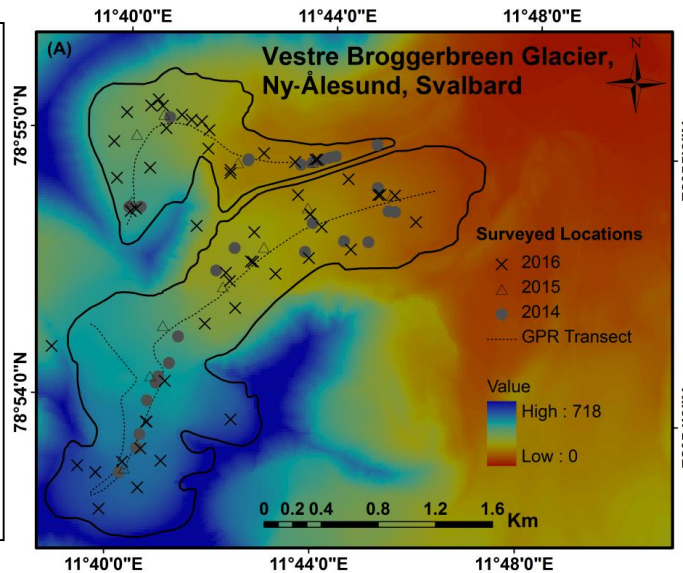 11°40'0"E 11°44'0"E 11°48'0"E
(A)
Vestre Broggerbreen Glacier,
Ny-Ålesund, Svalbard
N
78°55'0"N
Surveyed Locations
2016
2015
2014
GPR Transect
Value
High : 718
Low : 0
78°54'0"N
0 0.2 0.4 0.8 1.2 1.6
Km
11°40'0"E 11°44'0"E 11°48'0"E